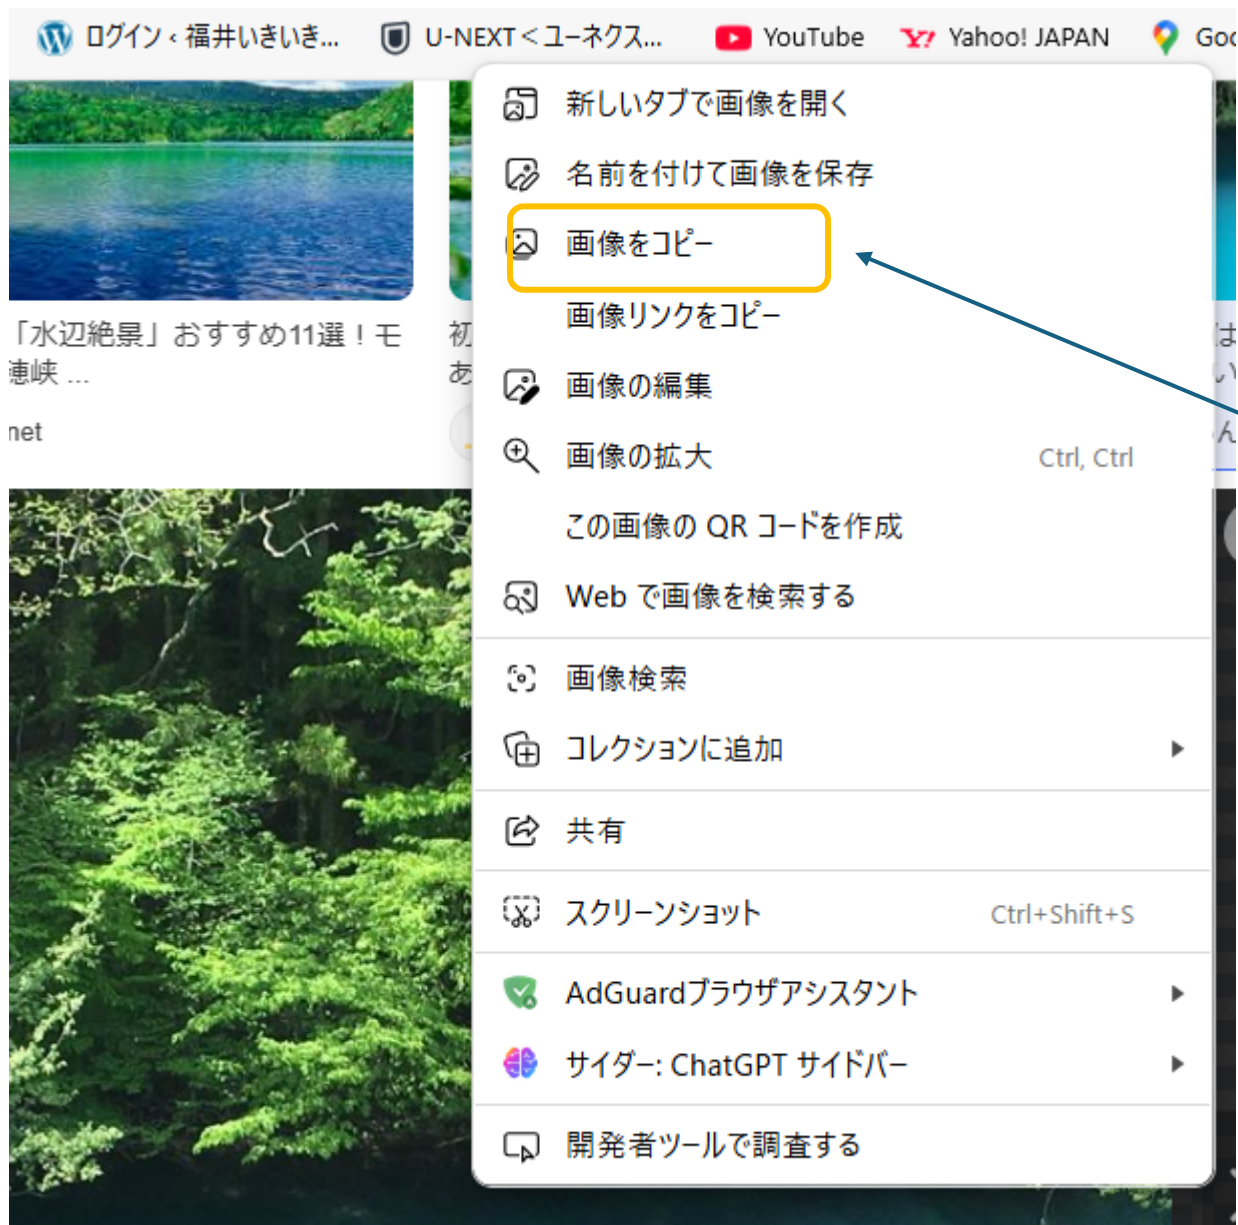 ログイン ‹ 福井いきいき...
U-NEXT＜ユーネクス...
YouTube
Yahoo! JAPAN
新しいタブで画像を開く
名前を付けて画像を保存
画像をコピー
画像リンクをコピー
「水辺絶景」おすすめ11選！モ
初
は
穂峡 ...
あ
い
画像の編集
net
ん
画像の拡大
Ctrl, Ctrl
この画像の QR コードを作成
Web で画像を検索する
画像検索
コレクションに追加
共有
スクリーンショット
Ctrl+Shift+S
AdGuardブラウザアシスタント
サイダー: ChatGPT サイドバー
開発者ツールで調査する